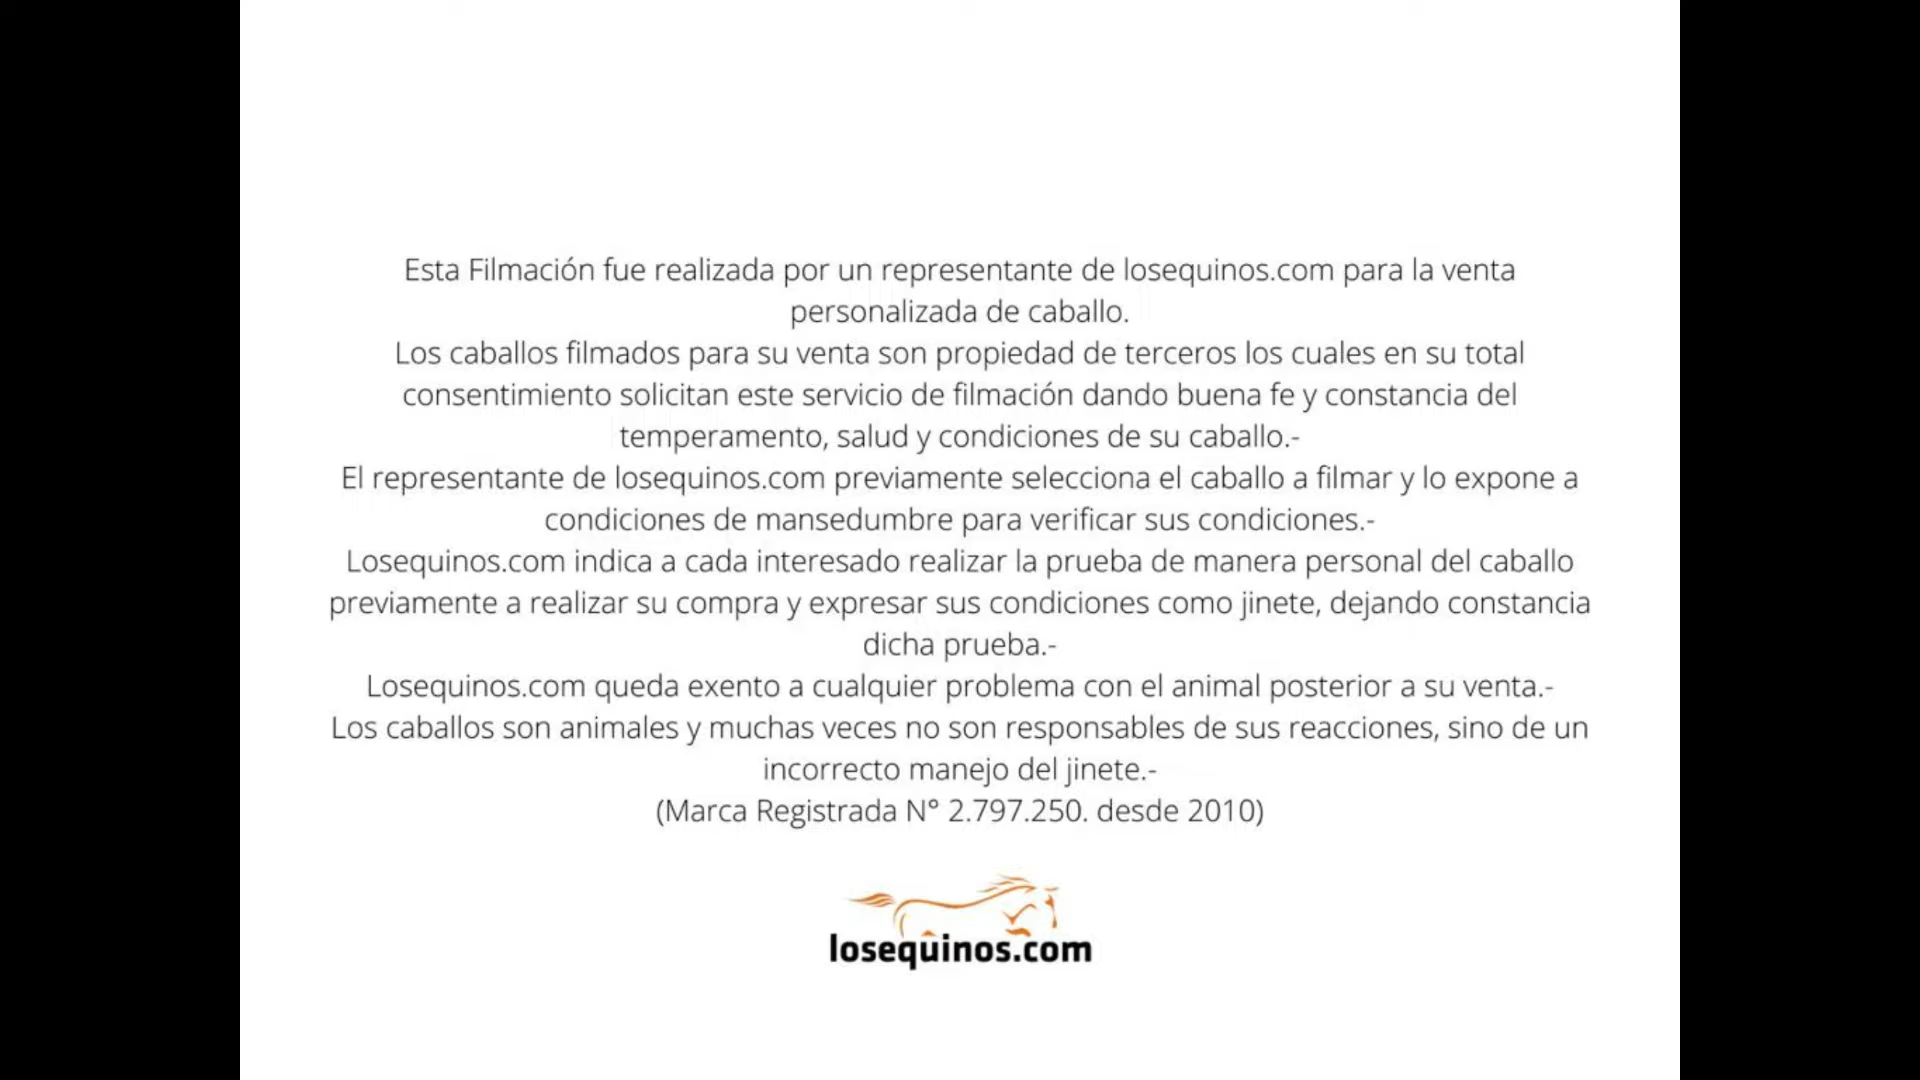 Esta Filmación fue realizada por un representante de losequinos.com para la venta
personalizada de caballo.
Los caballos filmados para su venta son propiedad de terceros los cuales en su total
consentimiento solicitan este servicio de filmación dando buena fe y constancia del
temperamento, salud y condiciones de su caballo.-
El representante de losequinos.com previamente selecciona el caballo a filmar y lo expone a
condiciones de mansedumbre para verificar sus condiciones.-
Losequinos.com indica a cada interesado realizar la prueba de manera personal del caballo
previamente a realizar su compra y expresar sus condiciones como jinete, dejando constancia
dicha prueba.-
Losequinos.com queda exento a cualquier problema con el animal posterior a su venta.-
Los caballos son animales y muchas veces no son responsables de sus reacciones, sino de un
incorrecto manejo del jinete.-
(Marca Registrada N° 2.797.250. desde 2010)
losequinos.com